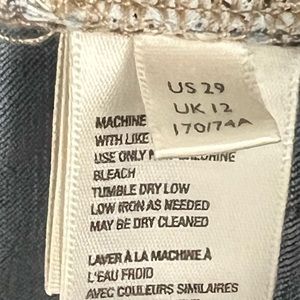 US 29
UK 12
170/74A
MACHINE
WITH LIKE
USE ONLY
BLEACH
TUMBLE DRY LOW
LOW IRON AS NEEDED
MAY BE DRY CLEANED
LAVER À LA MACHINE À
L'EAU FROID
AVEC COULEURS SIMILAIRES